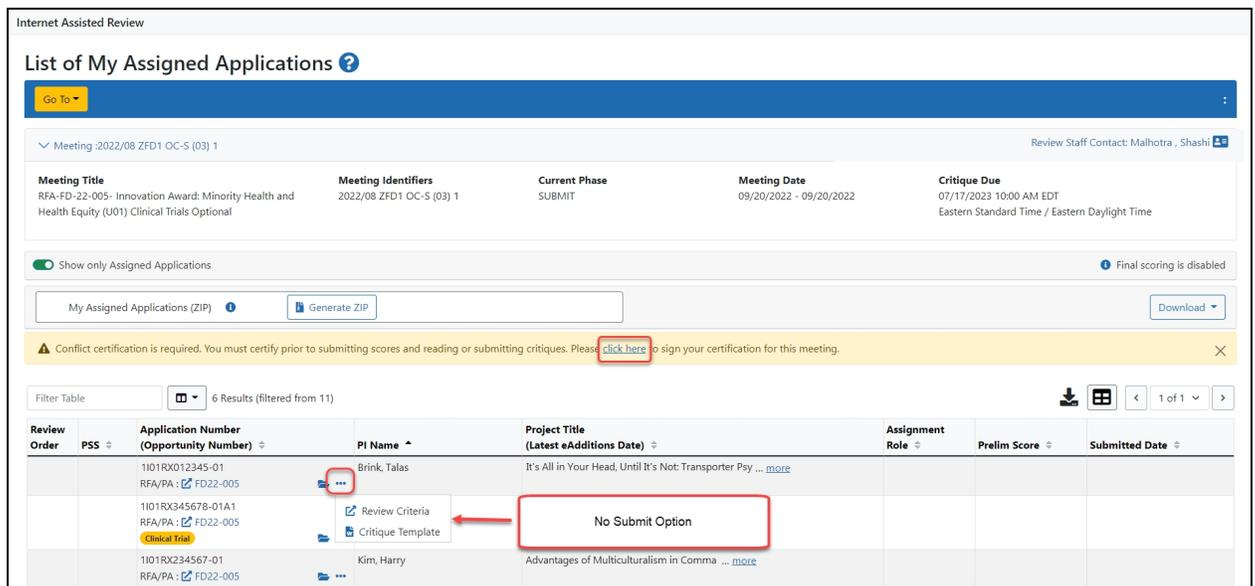 Internet Assisted Review
List of My Assigned Applications ?
Go To
Meeting :2022/08 ZFD1 OC-S (03) 1
Review Staff Contact: Malhotra , Shashi
Meeting Title
RFA-FD-22-005- Innovation Award: Minority Health and
Health Equity (U01) Clinical Trials Optional
Meeting Identifiers
2022/08 ZFD1 OC-S (03) 1
Current Phase
SUBMIT
Meeting Date
09/20/2022 - 09/20/2022
Critique Due
07/17/2023 10:00 AM EDT
Eastern Standard Time / Eastern Daylight Time
Show only Assigned Applications
Final scoring is disabled
My Assigned Applications (ZIP)
Generate ZIP
Download
Conflict certification is required. You must certify prior to submitting scores and reading or submitting critiques. Please click here to sign your certification for this meeting.
Filter Table
6 Results (filtered from 11)
1 of 1
Review
Order
PSS
Application Number
(Opportunity Number)
PI Name
Project Title
(Latest eAdditions Date)
Assignment
Role
Prelim Score
Submitted Date
1I01RX012345-01
RFA/PA : FD22-005
Brink, Talas
It's All in Your Head, Until It's Not: Transporter Psy ... more
1I01RX345678-01A1
RFA/PA : FD22-005
Clinical Trial
Review Criteria
Critique Template
No Submit Option
1I01RX234567-01
RFA/PA : FD22-005
Kim, Harry
Advantages of Multiculturalism in Comma ... more